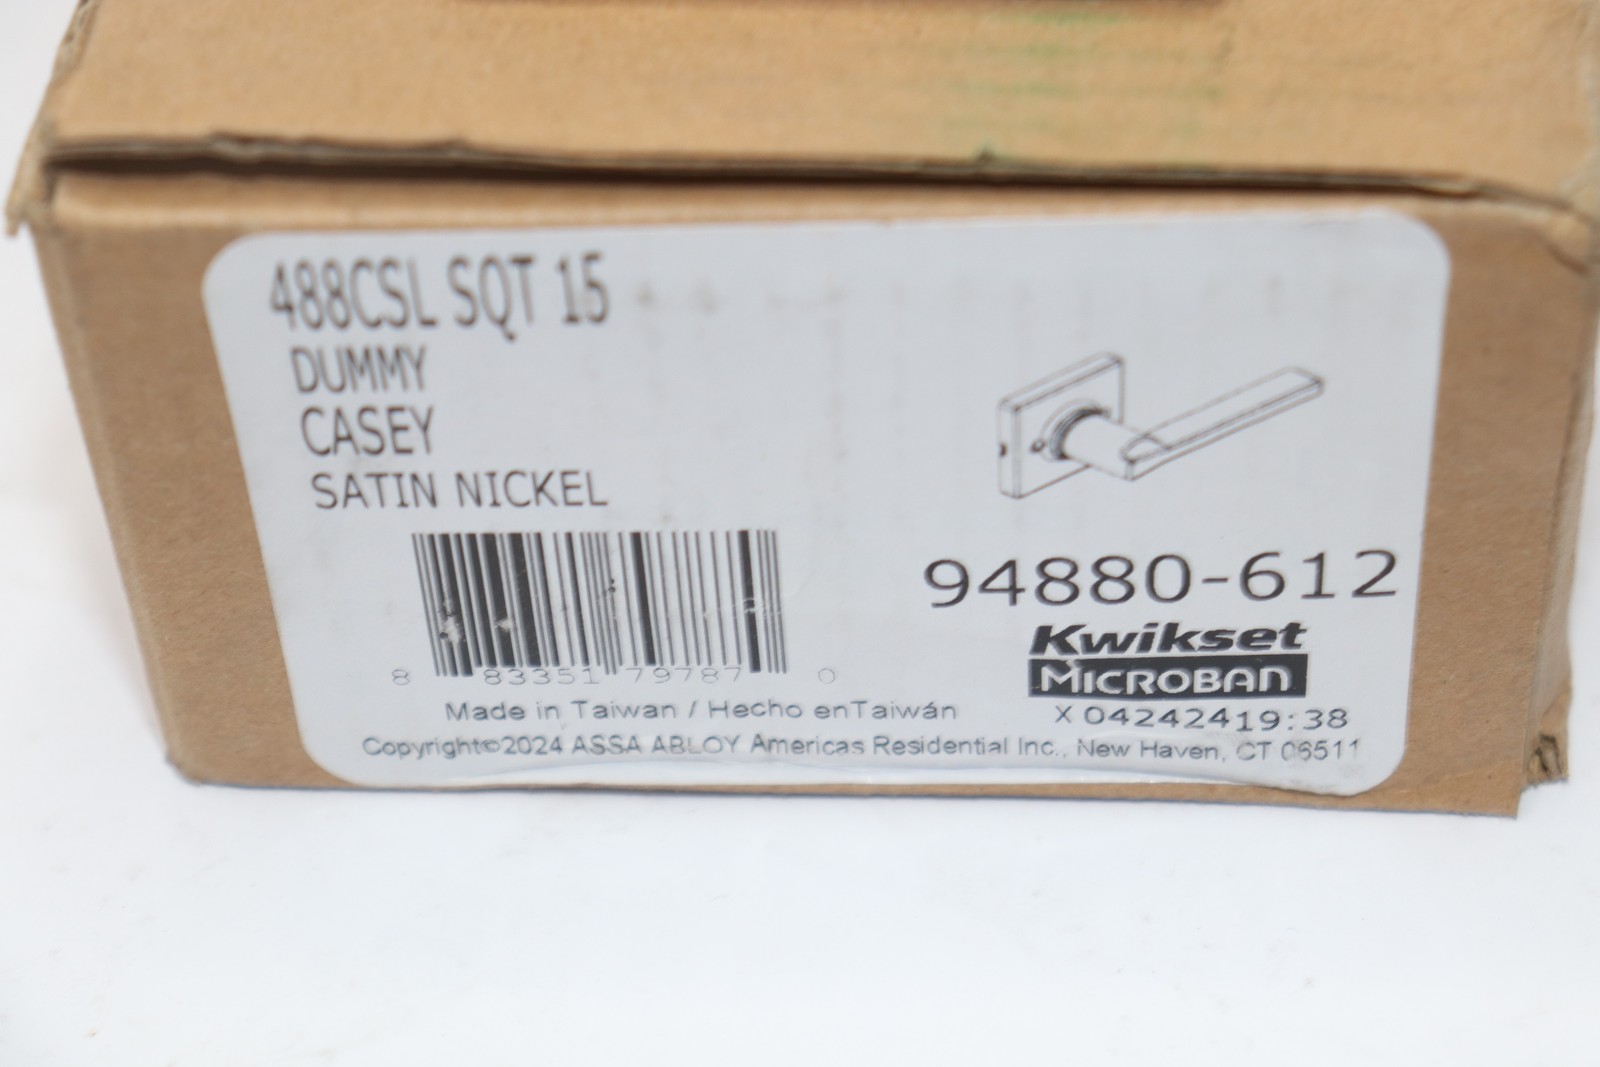 488CSL SQT 15
DUMMY
CASEY
SATIN NICKEL
8 83351 79787 0
94880-612
Kwikset
MICROBAN
X 04242419:38
Made in Taiwan / Hecho enTaiwán
Copyright©2024 ASSA ABLOY Americas Residential Inc., New Haven, CT 06511